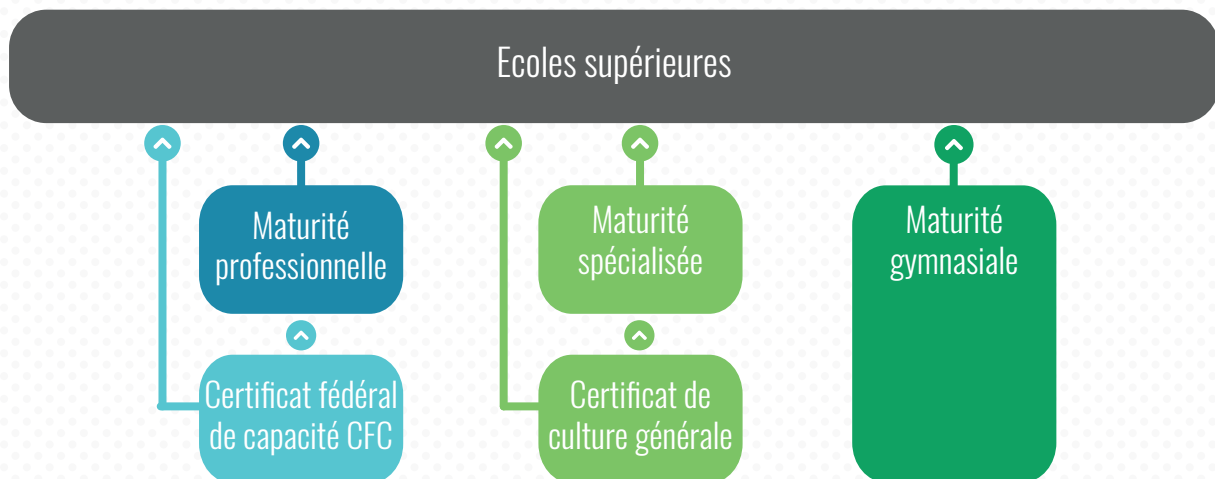 Ecoles supérieures
Maturité
professionnelle
Maturité
spécialisée
Maturité
gymnasiale
Certificat fédéral
de capacité CFC
Certificat de
culture générale